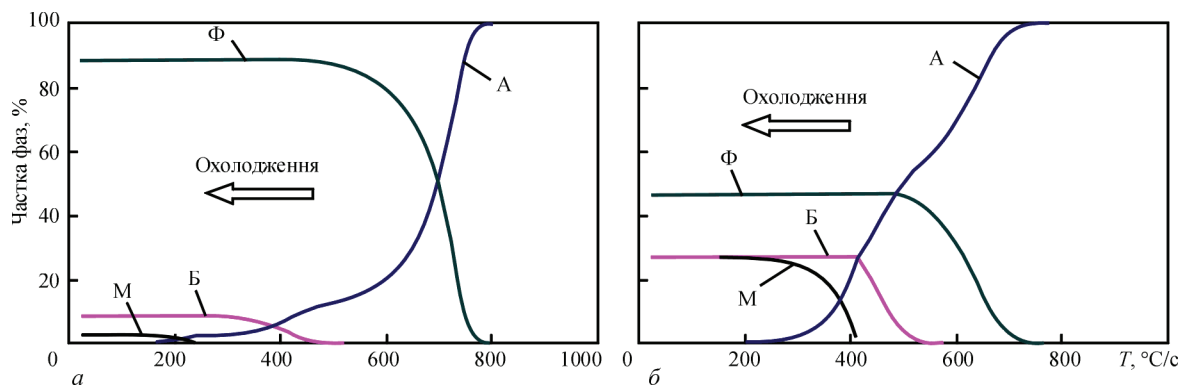 100
80
60
40
20
Частка фаз, %
Ф
А
Охолодження
М
Б
0
200
400
600
800
1000
а
А
Охолодження
Ф
Б
М
0
200
400
600
800
T, °C/c
б